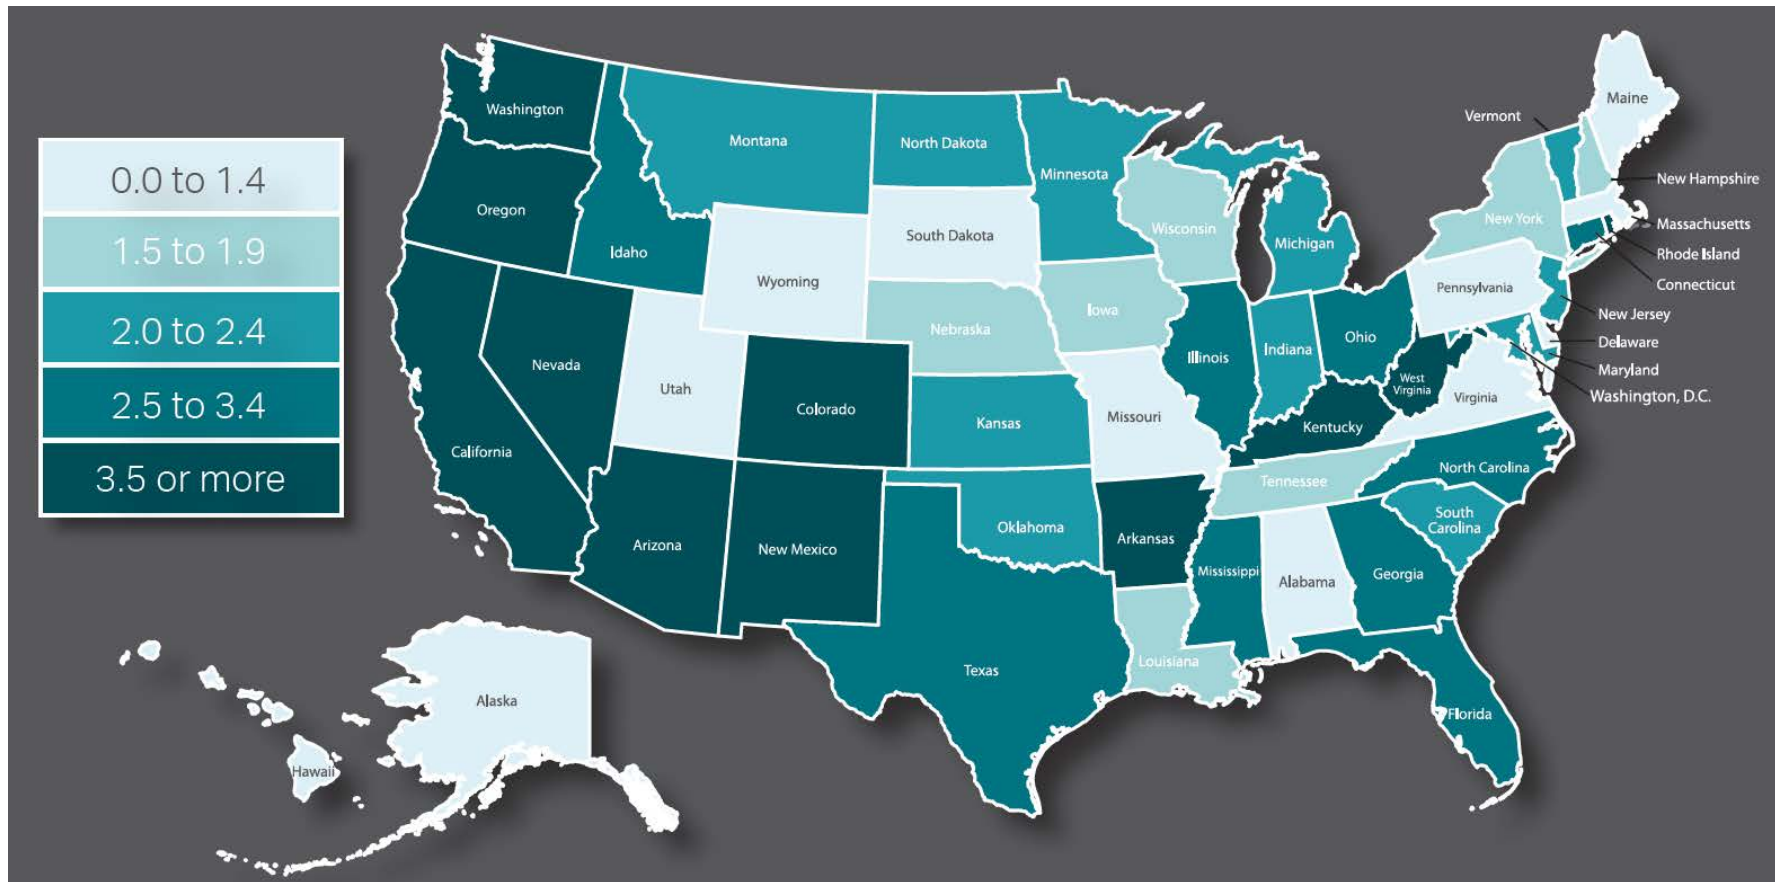 0.0 to 1.4
1.5 to 1.9
2.0 to 2.4
2.5 to 3.4
3.5 or more
Washington
Oregon
California
Nevada
Idaho
Montana
Wyoming
Utah
Colorado
Arizona
New Mexico
North Dakota
South Dakota
Nebraska
Kansas
Oklahoma
Texas
Minnesota
Iowa
Missouri
Arkansas
Louisiana
Wisconsin
Illinois
Michigan
Indiana
Ohio
Kentucky
Tennessee
Mississippi
Alabama
Georgia
Florida
South
Carolina
North Carolina
Virginia
West
Virginia
Pennsylvania
New York
Vermont
Maine
New Hampshire
Massachusetts
Rhode Island
Connecticut
New Jersey
Delaware
Maryland
Washington, D.C.
Alaska
Hawaii